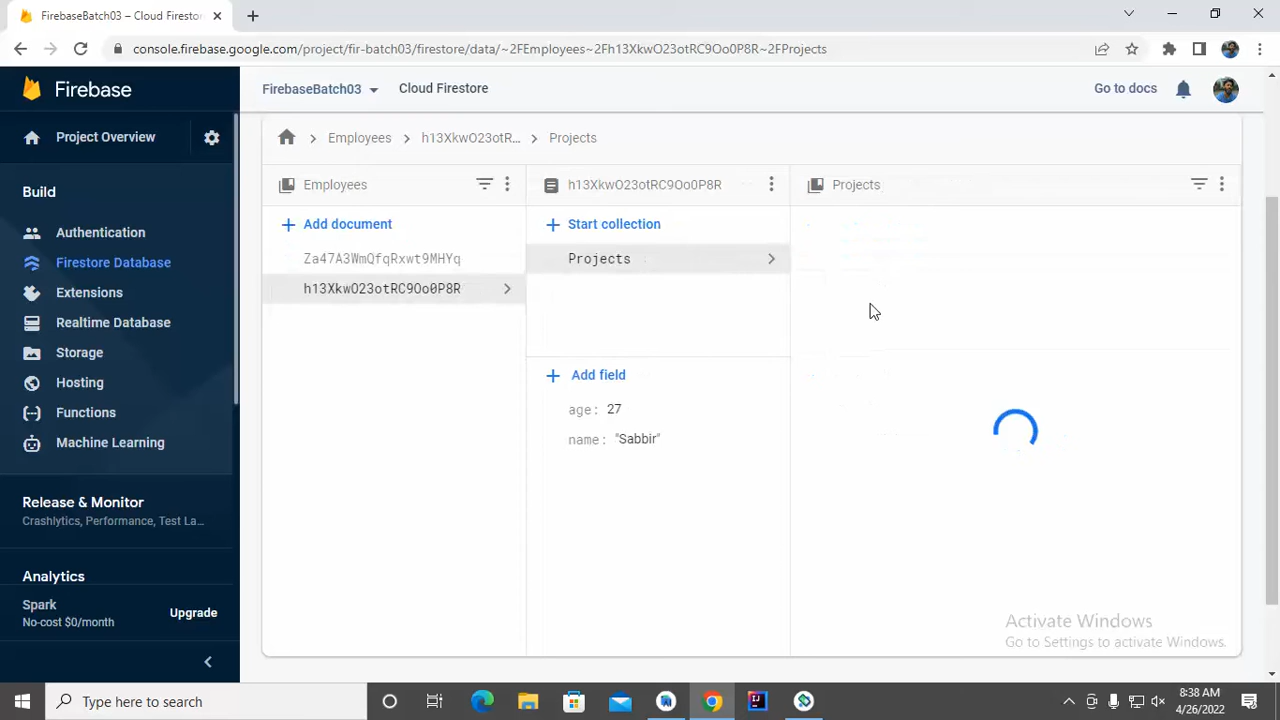 FirebaseBatch03 – Cloud Firestor
console.firebase.google.com/project/fir-batch03/firestore/data/~2FEmployees~2Fh13XkwO23otRC9Oo0P8R~2FProjects
Firebase
FirebaseBatch03
Cloud Firestore
Go to docs
Project Overview
Employees
h13XkwO23otR...
Projects
Build
Employees
h13XkwO23otRC9Oo0P8R
Projects
Add document
Start collection
Authentication
Za47A3WmQfqRxwt9MHYq
Projects
Firestore Database
h13XkwO23otRC9Oo0P8R
Extensions
Realtime Database
Storage
Add field
Hosting
age: 27
Functions
name: "Sabbir"
Machine Learning
Release & Monitor
Crashlytics, Performance, Test La...
Analytics
Spark
No-cost $0/month
Upgrade
Activate Windows
Go to Settings to activate Windows.
Type here to search
8:38 AM
4/26/2022